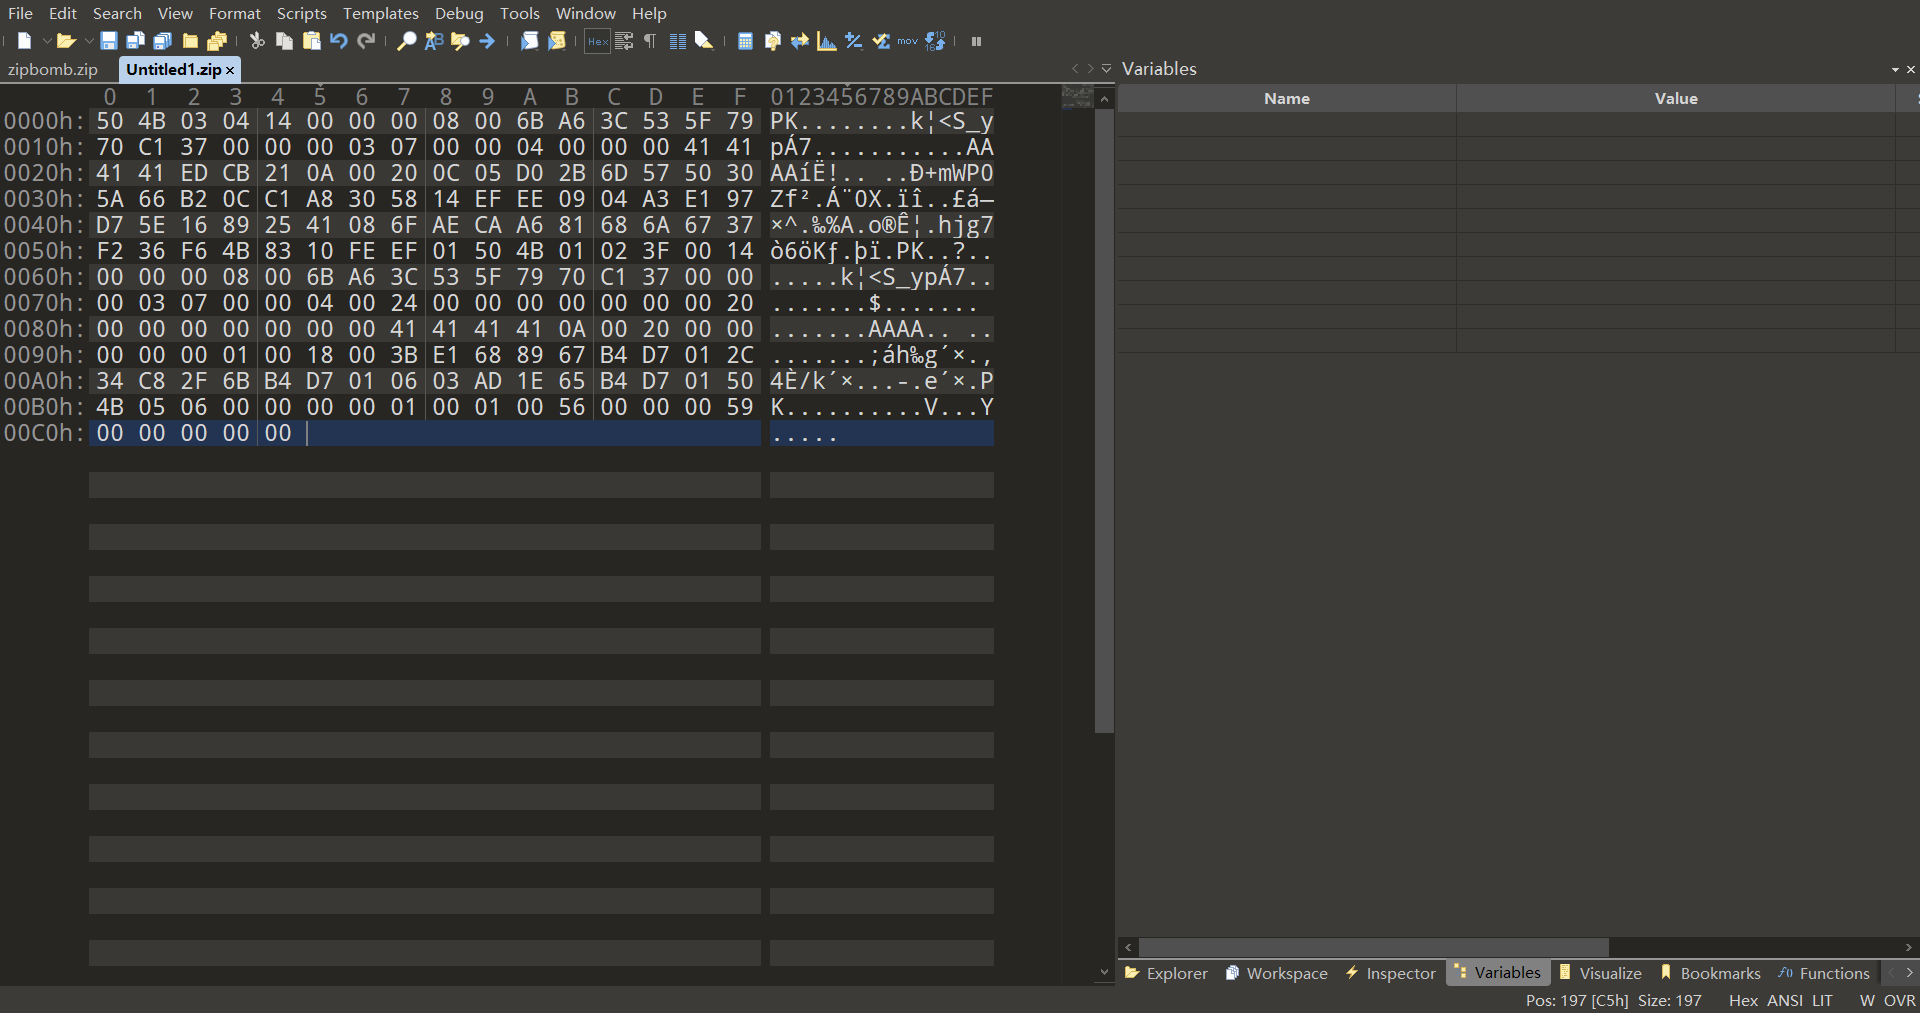 File Edit Search View Format Scripts Templates Debug Tools Window Help
Hex mov
zipbomb.zip Untitled1.zip ×
0 1 2 3 4 5 6 7 8 9 A B C D E F 0123456789ABCDEF
0000h: 50 4B 03 04 14 00 00 00 08 00 6B A6 3C 53 5F 79 PK........k¦<S_y
0010h: 70 C1 37 00 00 00 03 07 00 00 04 00 00 00 41 41 pÁ7...........AA
0020h: 41 41 ED CB 21 0A 00 20 0C 05 D0 2B 6D 57 50 30 AAíË!.. ..Ð+mWP0
0030h: 5A 66 B2 0C C1 A8 30 58 14 EF EE 09 04 A3 E1 97 Zf².Á¨0X.ïî..£á—
0040h: D7 5E 16 89 25 41 08 6F AE CA A6 81 68 6A 67 37 ×^.‰%A.o®Ê¦.hjg7
0050h: F2 36 F6 4B 83 10 FE EF 01 50 4B 01 02 3F 00 14 ò6öKƒ.þï.PK..?..
0060h: 00 00 00 08 00 6B A6 3C 53 5F 79 70 C1 37 00 00 .....k¦<S_ypÁ7..
0070h: 00 03 07 00 00 04 00 24 00 00 00 00 00 00 00 20 .......$.......
0080h: 00 00 00 00 00 00 00 41 41 41 41 0A 00 20 00 00 .......AAAA.. ..
0090h: 00 00 00 01 00 18 00 3B E1 68 89 67 B4 D7 01 2C .......;áh‰g´×.,
00A0h: 34 C8 2F 6B B4 D7 01 06 03 AD 1E 65 B4 D7 01 50 4È/k´×...-.e´×.P
00B0h: 4B 05 06 00 00 00 00 01 00 01 00 56 00 00 00 59 K..........V...Y
00C0h: 00 00 00 00 00 .....
Variables
Name Value
Explorer Workspace Inspector Variables Visualize Bookmarks Functions
Pos: 197 [C5h] Size: 197 Hex ANSI LIT W OVR